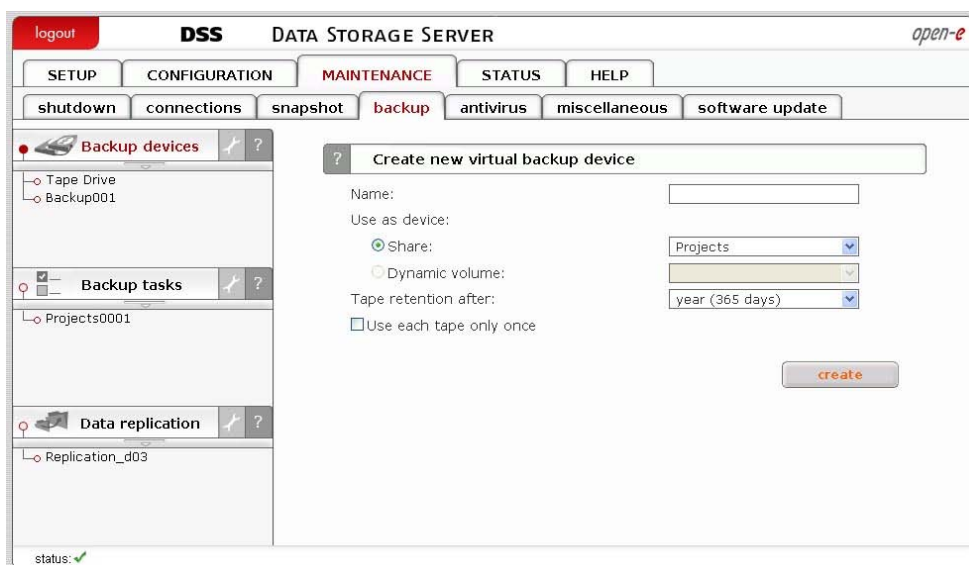 logout DSS DATA STORAGE SERVER open-e
SETUP CONFIGURATION MAINTENANCE STATUS HELP
shutdown connections snapshot backup antivirus miscellaneous software update
Backup devices ?
Tape Drive
Backup001
Backup tasks ?
Projects0001
Data replication ?
Replication_d03
? Create new virtual backup device
Name:
Use as device:
Share: Projects
Dynamic volume:
Tape retention after: year (365 days)
Use each tape only once
create
status: